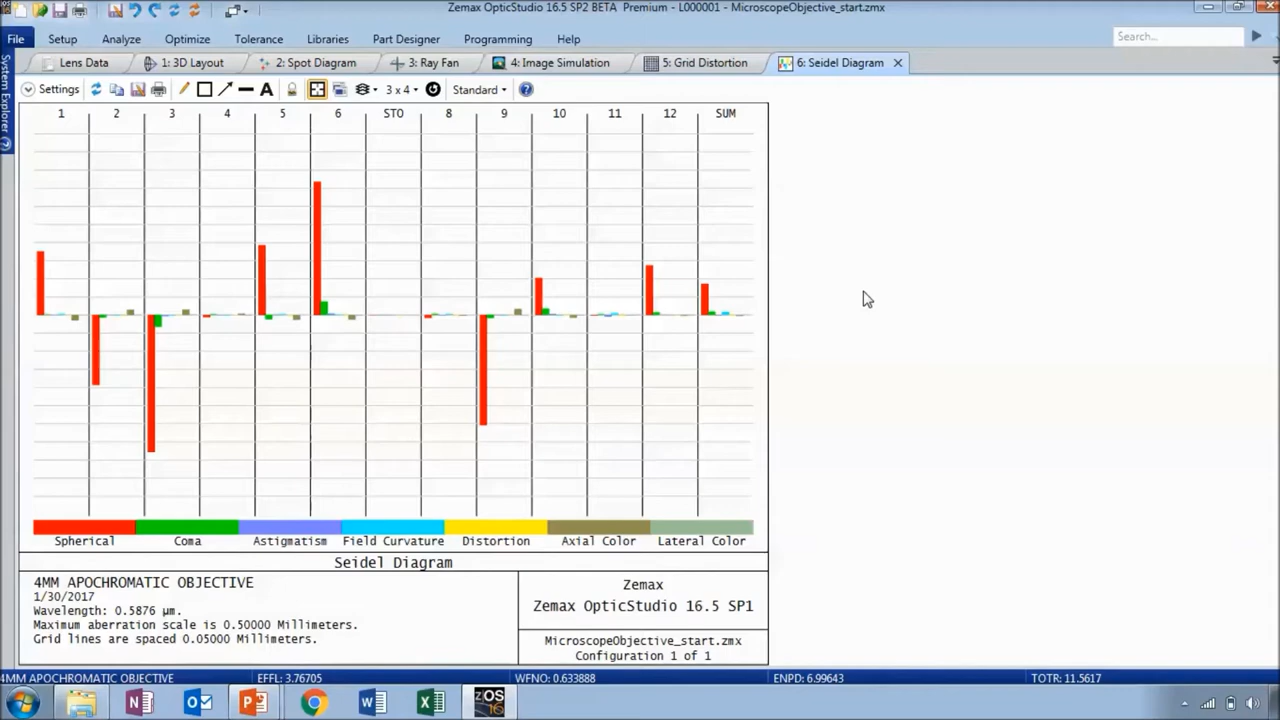 Zemax OpticStudio 16.5 SP2 BETA Premium - L000001 - MicroscopeObjective_start.zmx
File Setup Analyze Optimize Tolerance Libraries Part Designer Programming Help Search...
Lens Data 1: 3D Layout 2: Spot Diagram 3: Ray Fan 4: Image Simulation 5: Grid Distortion 6: Seidel Diagram
System Explorer
Settings A 3 x 4 Standard
1 2 3 4 5 6 STO 8 9 10 11 12 SUM
Spherical Coma Astigmatism Field Curvature Distortion Axial Color Lateral Color
Seidel Diagram
4MM APOCHROMATIC OBJECTIVE
1/30/2017
Wavelength: 0.5876 µm.
Maximum aberration scale is 0.50000 Millimeters.
Grid lines are spaced 0.05000 Millimeters.
Zemax
Zemax OpticStudio 16.5 SP1
MicroscopeObjective_start.zmx
Configuration 1 of 1
4MM APOCHROMATIC OBJECTIVE EFFL: 3.76705 WFNO: 0.633888 ENPD: 6.99643 TOTR: 11.5617